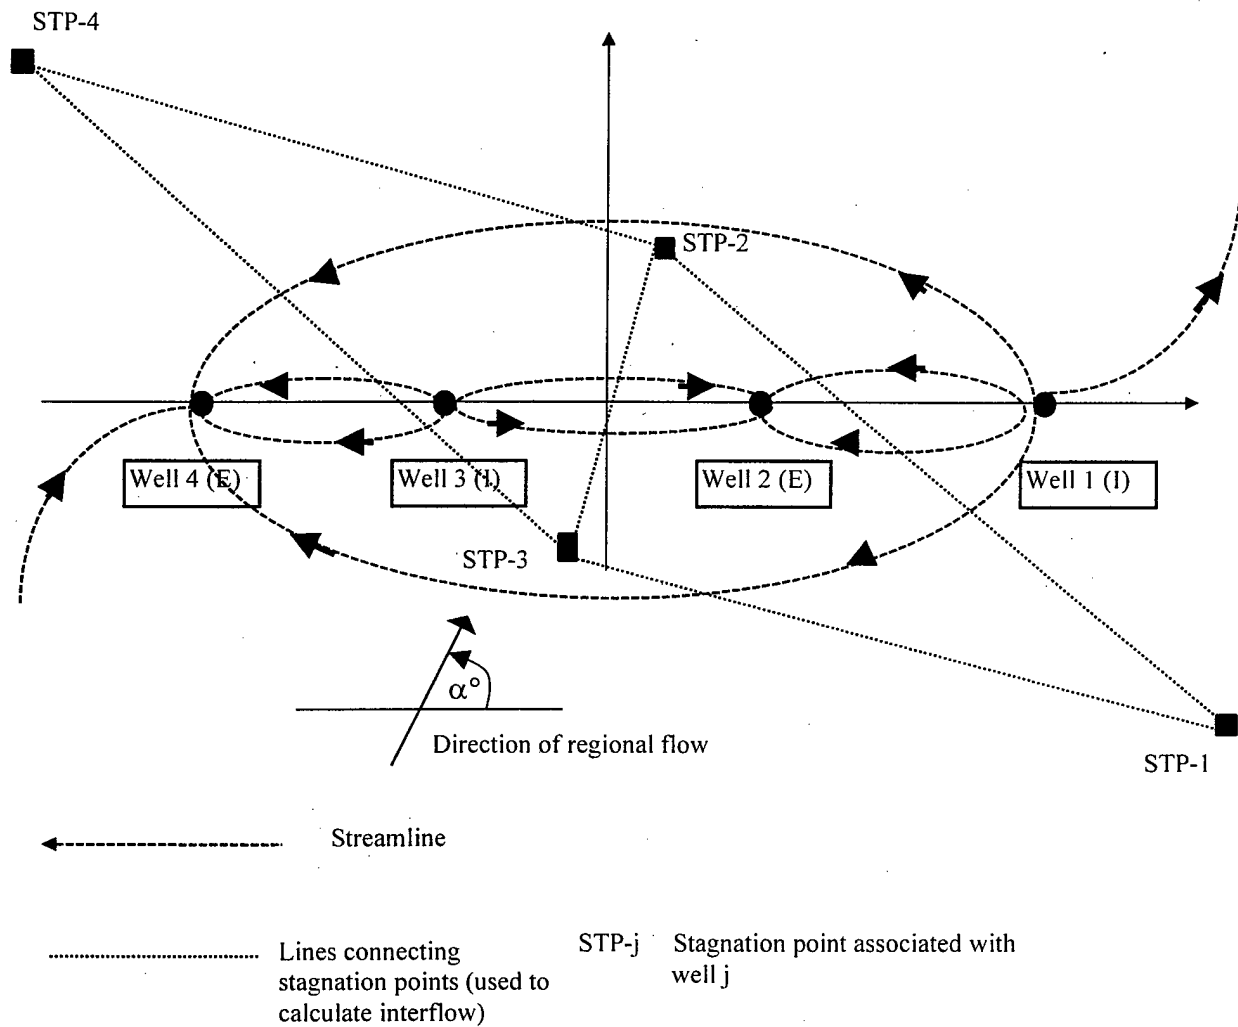 STP-4
STP-2
Well 4 (E)
Well 3 (I)
Well 2 (E)
Well 1 (I)
STP-3
α°
Direction of regional flow
STP-1
Streamline
Lines connecting
stagnation points (used to
calculate interflow)
STP-j Stagnation point associated with
well j